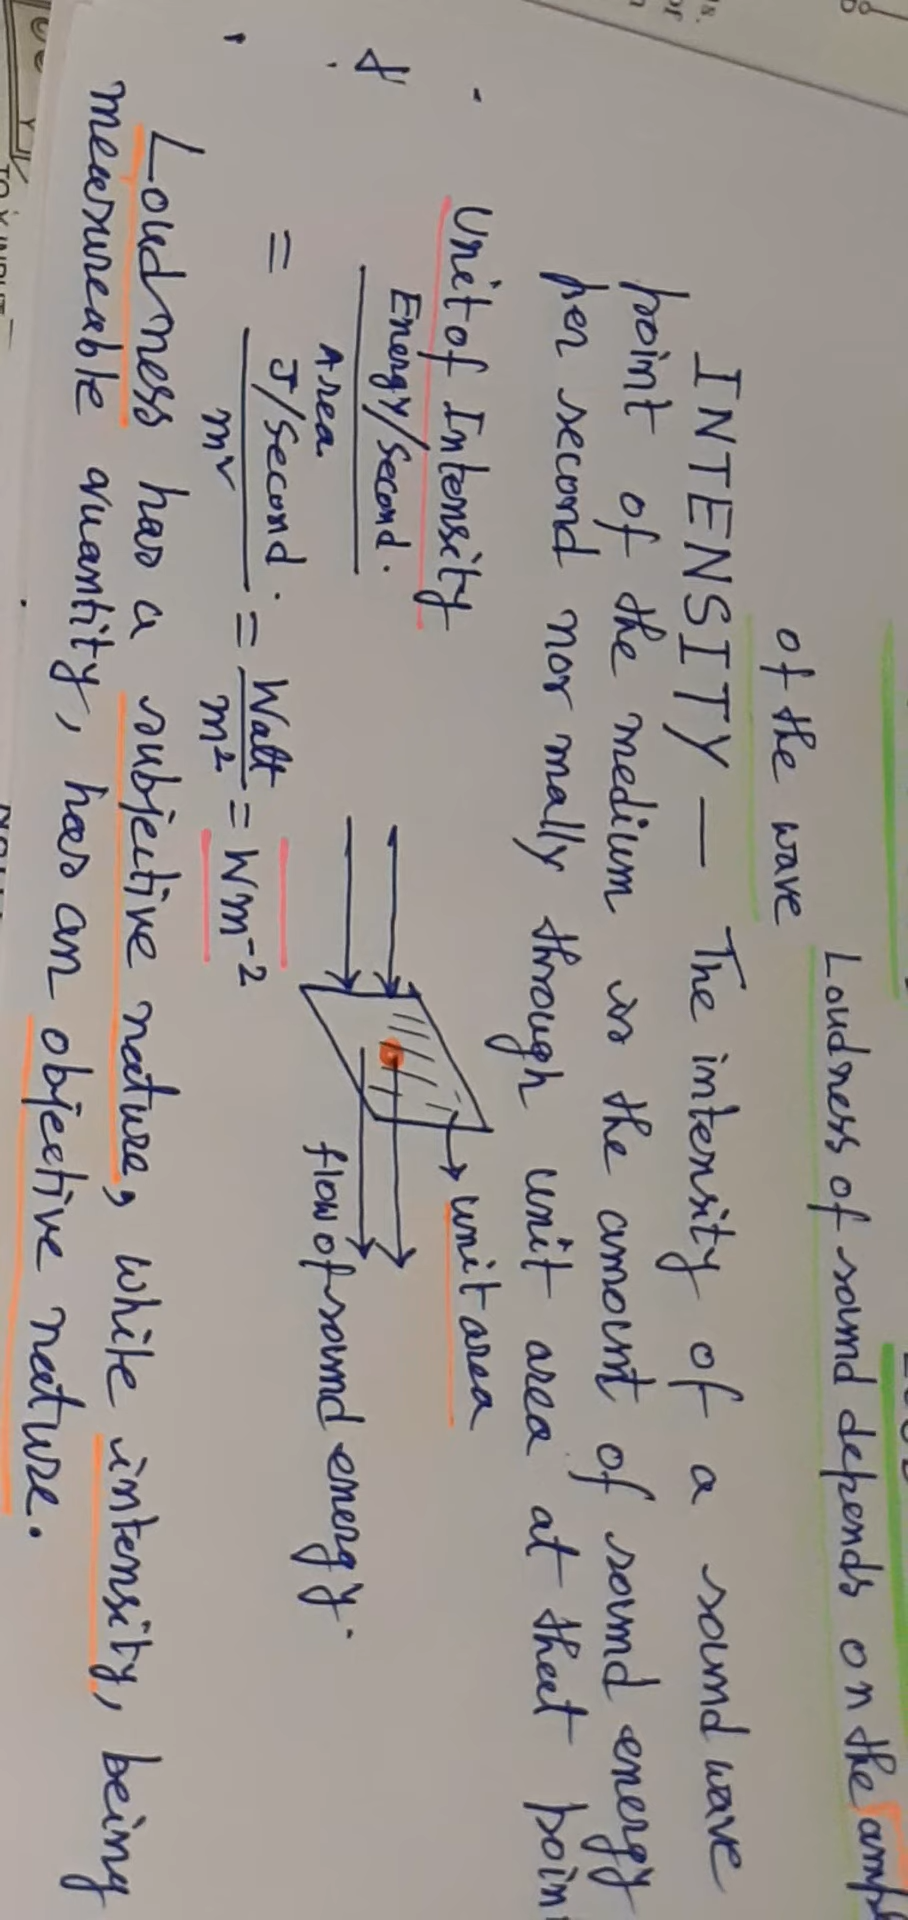 Loudness of sound depends on the
of the wave
INTENSITY — The intensity of a sound wave
point of the medium is the amount of sound energy
per second normally through unit area at that poin
Unit of Intensity
Energy/Second.
Area
= J/Second. / m² = Watt / m² = Wm⁻²
unit area
flow of sound energy.
Loudness has a subjective nature, while intensity, being
measureable quantity, has an objective nature.